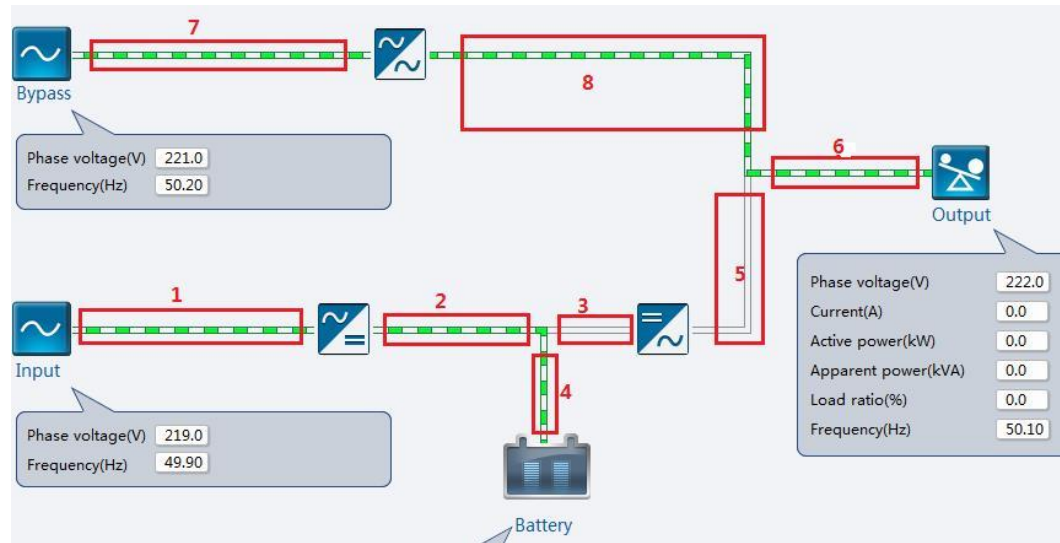 7
Bypass
8
Phase voltage(V) 221.0
Frequency(Hz) 50.20
6
Output
1
2
3
5
4
Input
Phase voltage(V) 219.0
Frequency(Hz) 49.90
Battery
Phase voltage(V) 222.0
Current(A) 0.0
Active power(kW) 0.0
Apparent power(kVA) 0.0
Load ratio(%) 0.0
Frequency(Hz) 50.10